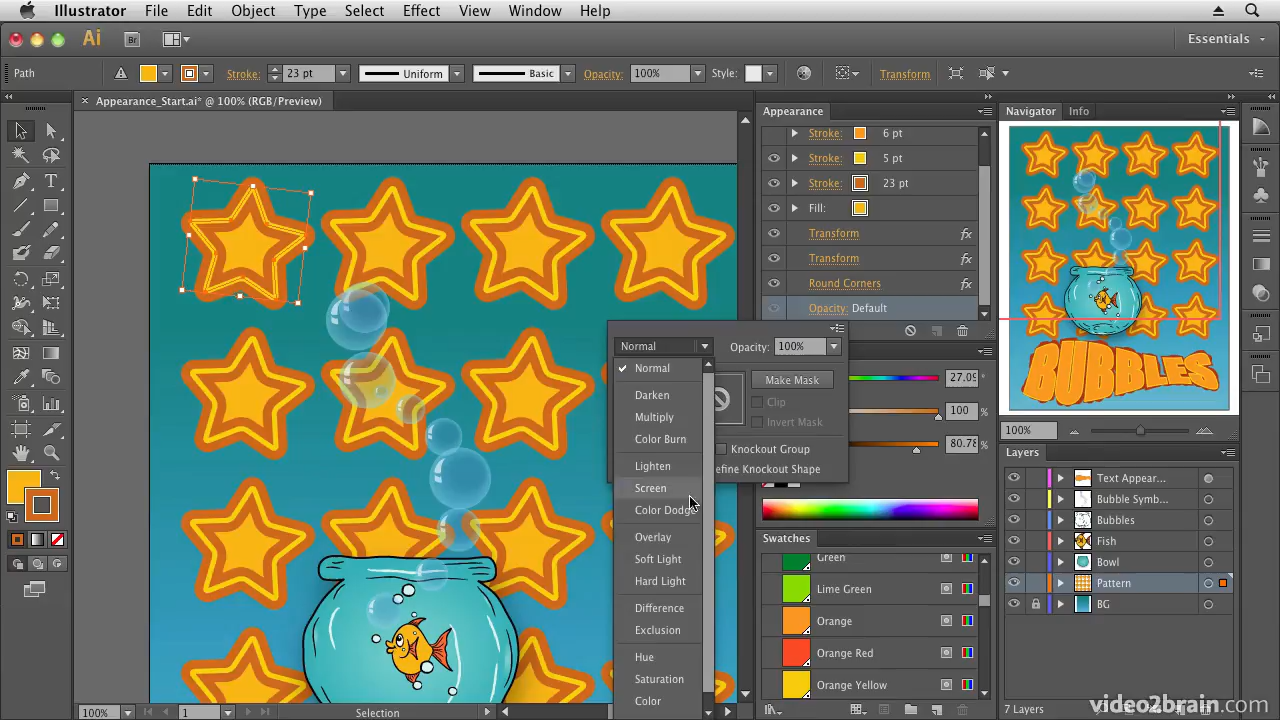 Illustrator File Edit Object Type Select Effect View Window Help
Ai Br Essentials
Path Stroke: 23 pt Uniform Basic Opacity: 100% Style: Transform
Appearance_Start.ai* @ 100% (RGB/Preview)
Appearance
Stroke: 6 pt
Stroke: 5 pt
Stroke: 23 pt
Fill:
Transform fx
Transform fx
Round Corners fx
Opacity: Default
Normal Opacity: 100%
Normal
Darken
Multiply
Color Burn
Lighten
Screen
Color Dodge
Overlay
Soft Light
Hard Light
Difference
Exclusion
Hue
Saturation
Color
Make Mask
Clip
Invert Mask
Knockout Group
efine Knockout Shape
27.09
100 %
80.78 %
Swatches
Green
Lime Green
Orange
Orange Red
Orange Yellow
Navigator Info
BUBBLES
100%
Layers
Text Appear...
Bubble Symb...
Bubbles
Fish
Bowl
Pattern
BG
7 Layers
100% 1 Selection
video2brain.com